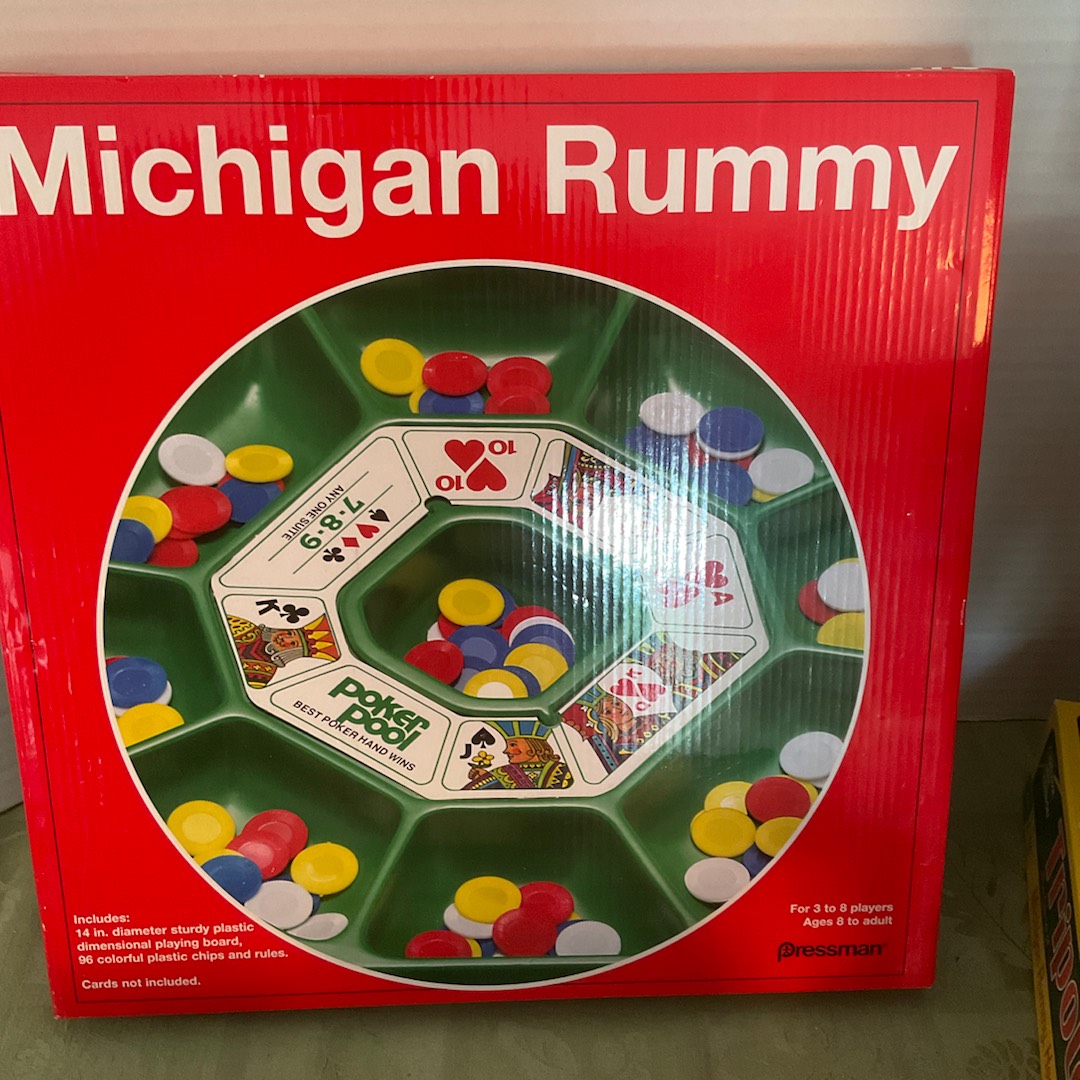 Michigan Rummy
10
10
ANY ONE SUITE
7·8·9
A
K
K
Q
poker
pool
BEST POKER HAND WINS
J
Includes:
14 in. diameter sturdy plastic
dimensional playing board,
96 colorful plastic chips and rules.
Cards not included.
For 3 to 8 players
Ages 8 to adult
Pressman
Tripol